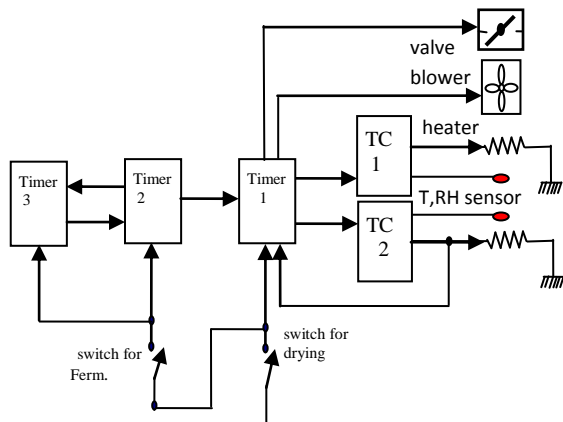 valve
blower
heater
TC
1
T,RH sensor
TC
2
Timer
3
Timer
2
Timer
1
switch for
Ferm.
switch for
drying